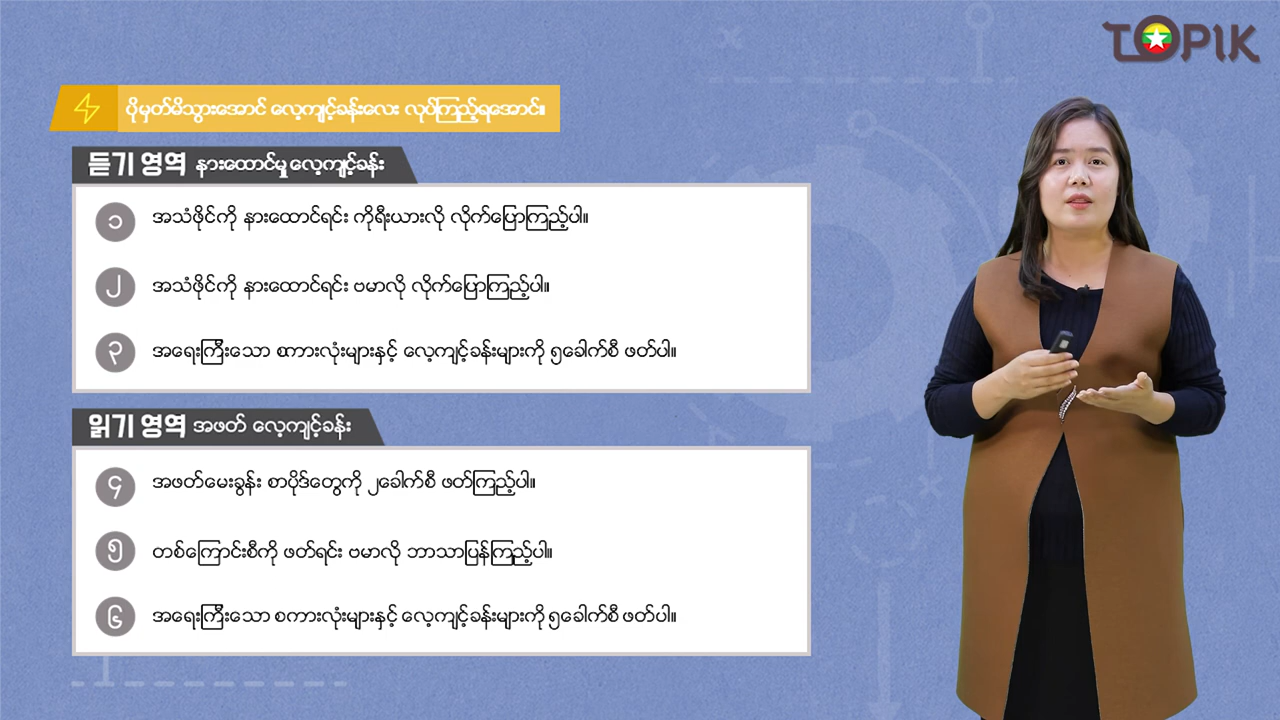 TOPIK
ပိုမှတ်မိသွားအောင် လေ့ကျင့်ခန်းလေး လုပ်ကြည့်ရအောင်။
듣기 영역 နားထောင်မှု လေ့ကျင့်ခန်း
၁ အသံဖိုင်ကို နားထောင်ရင်း ကိုရီးယားလို လိုက်ပြောကြည့်ပါ။
၂ အသံဖိုင်ကို နားထောင်ရင်း ဗမာလို လိုက်ပြောကြည့်ပါ။
၃ အရေးကြီးသော စကားလုံးများနှင့် လေ့ကျင့်ခန်းများကို ၅ခေါက်စီ ဖတ်ပါ။
읽기 영역 အဖတ် လေ့ကျင့်ခန်း
၄ အဖတ်မေးခွန်း စာပိုဒ်တွေကို ၂ခေါက်စီ ဖတ်ကြည့်ပါ။
၅ တစ်ကြောင်းစီကို ဖတ်ရင်း ဗမာလို ဘာသာပြန်ကြည့်ပါ။
၆ အရေးကြီးသော စကားလုံးများနှင့် လေ့ကျင့်ခန်းများကို ၅ခေါက်စီ ဖတ်ပါ။